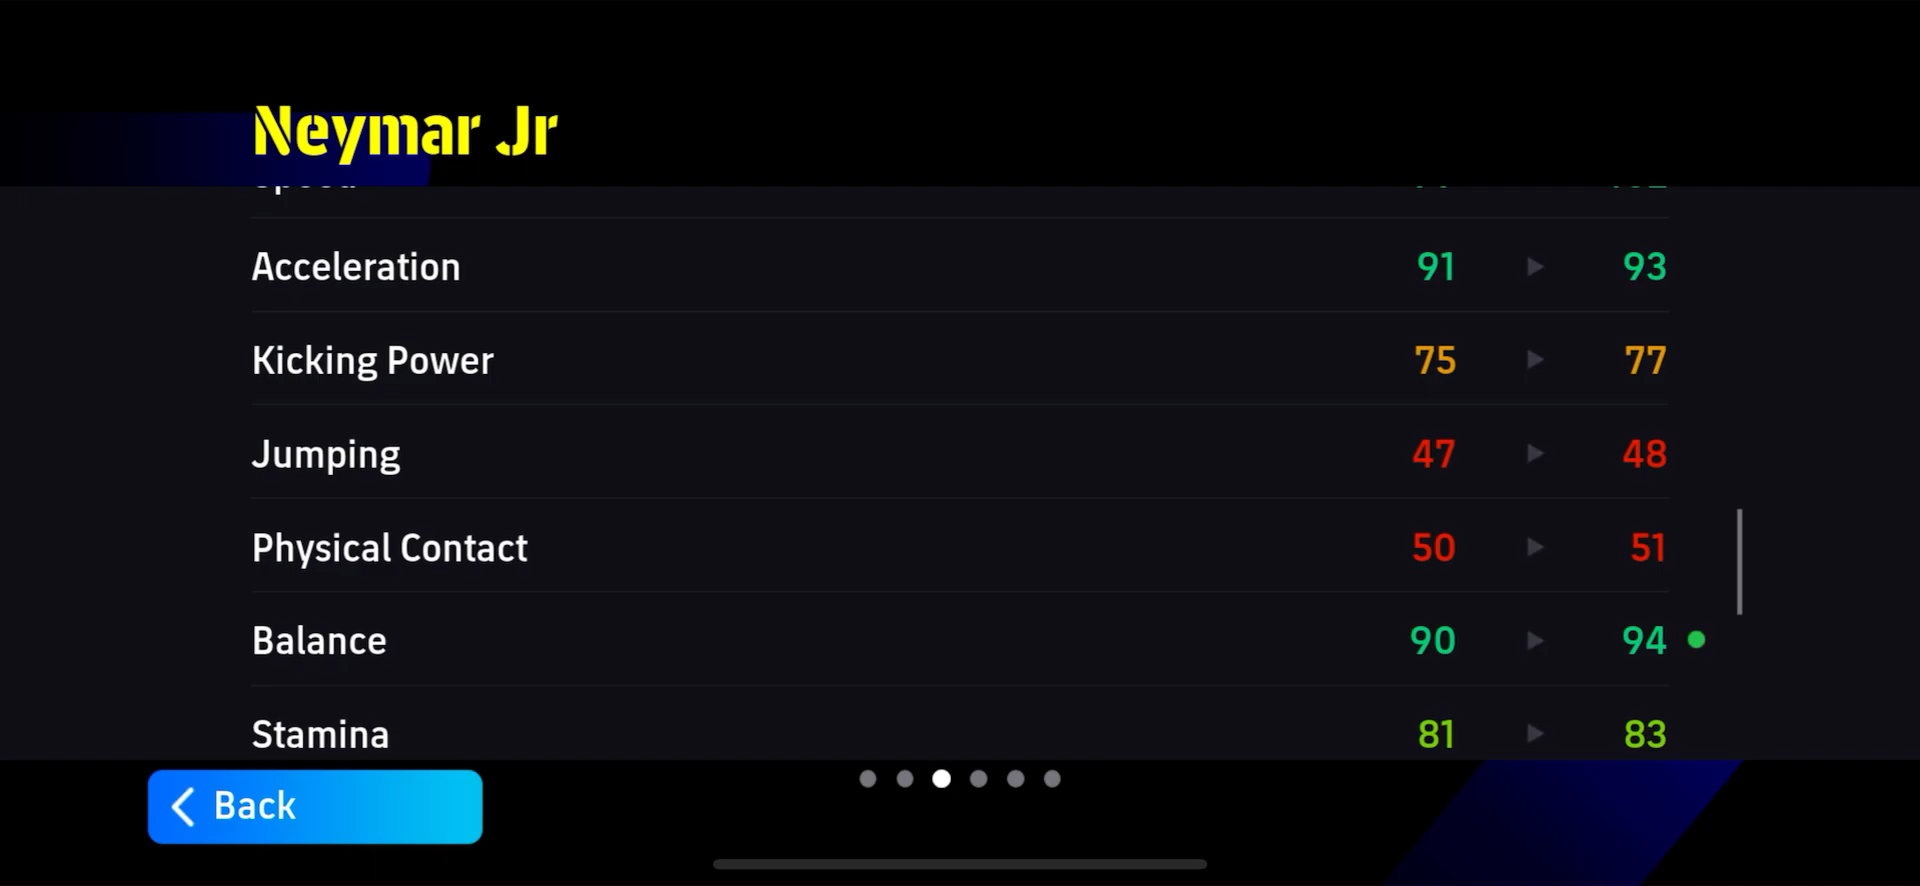 Neymar Jr
Acceleration 91 ▶ 93
Kicking Power 75 ▶ 77
Jumping 47 ▶ 48
Physical Contact 50 ▶ 51
Balance 90 ▶ 94
Stamina 81 ▶ 83
Back